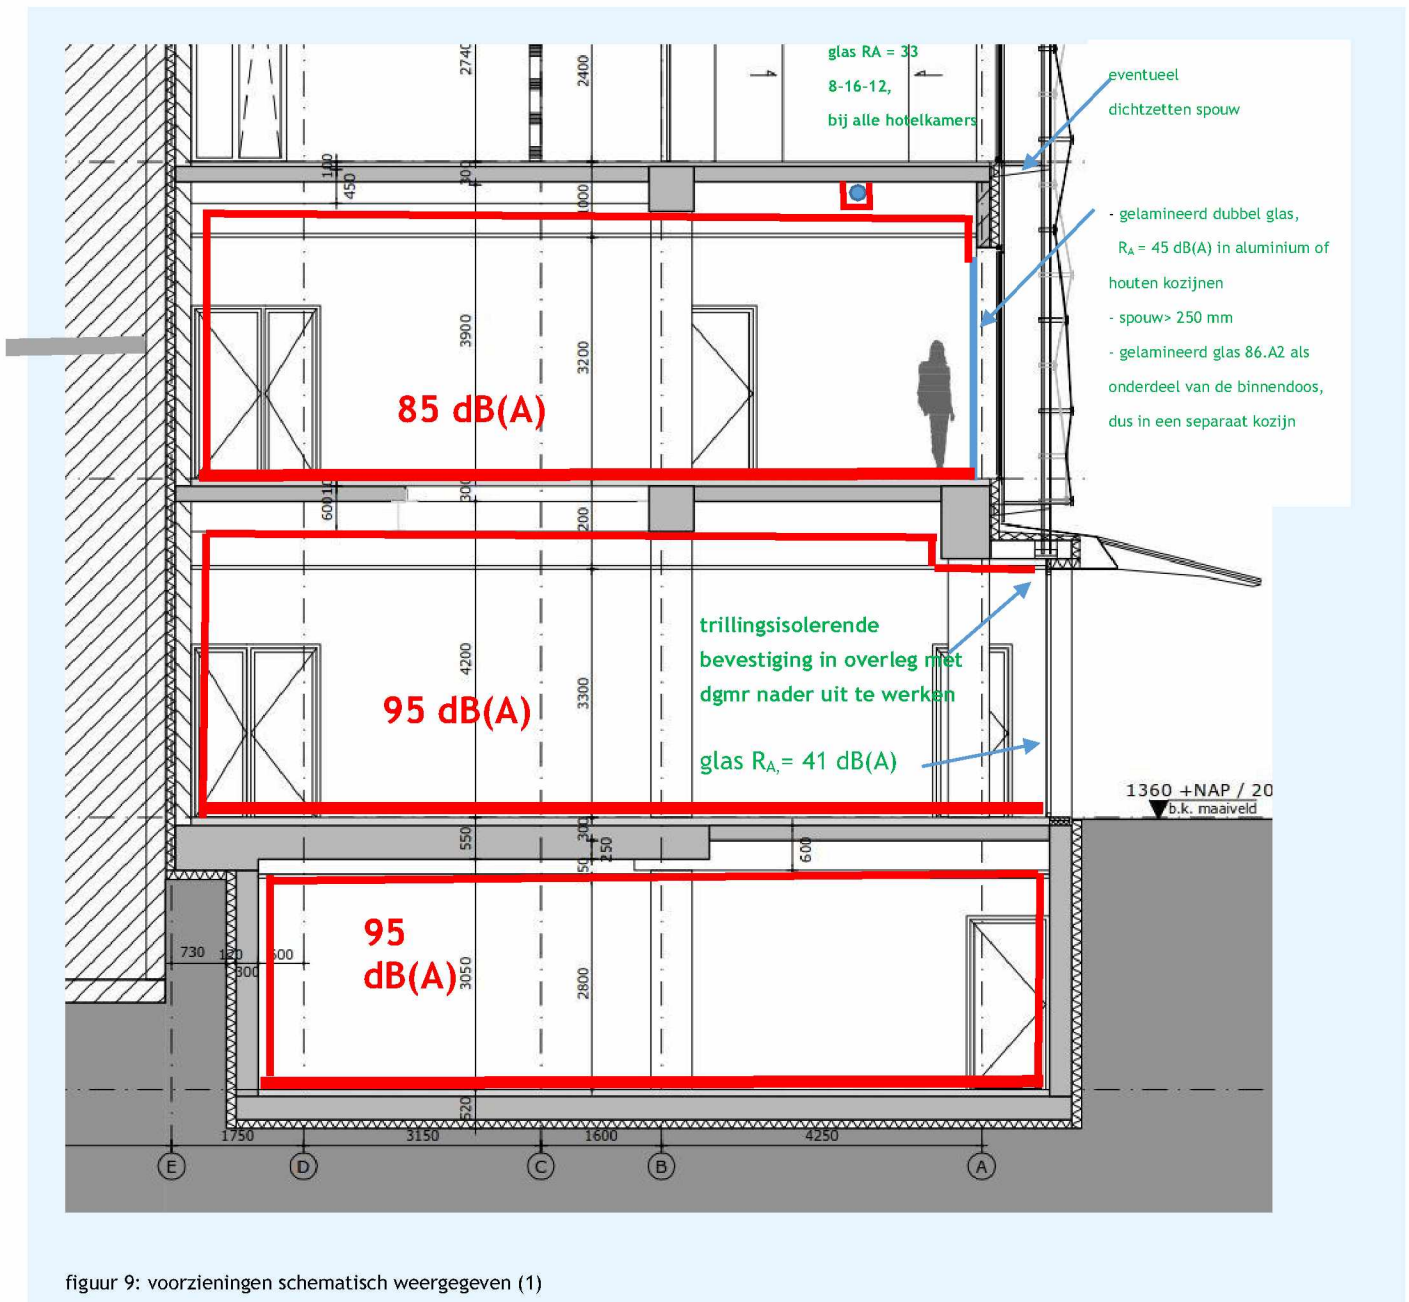 glas RA = 33
8-16-12,
bij alle hotelkamers
eventueel
dichtzetten spouw
- gelamineerd dubbel glas,
RA = 45 dB(A) in aluminium of
houten kozijnen
- spouw> 250 mm
- gelamineerd glas 86.A2 als
onderdeel van de binnendoos,
dus in een separaat kozijn
2740
2400
100
450
300
1000
3900
3200
85 dB(A)
600
300
200
trillingsisolerende
bevestiging in overleg met
dgmr nader uit te werken
4200
3300
95 dB(A)
glas RA,= 41 dB(A)
1360 +NAP / 20
b.k. maaiveld
550
300
250
50
600
95
dB(A)
730
120
300
3050
2800
520
1750
3150
1600
4250
E
D
C
B
A
figuur 9: voorzieningen schematisch weergegeven (1)